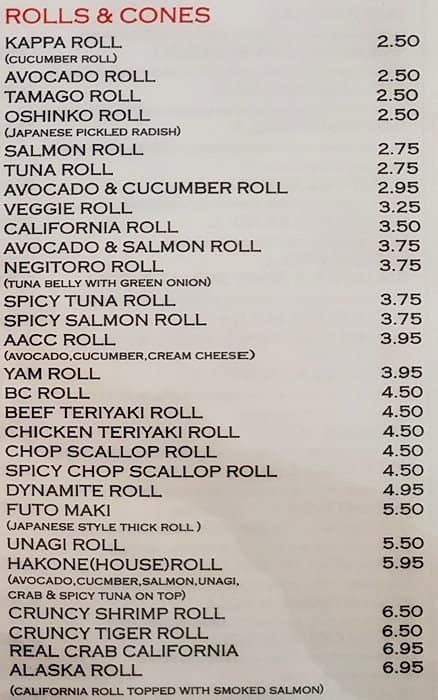 ROLLS & CONES
KAPPA ROLL 2.50
(CUCUMBER ROLL)
AVOCADO ROLL 2.50
TAMAGO ROLL 2.50
OSHINKO ROLL 2.50
(JAPANESE PICKLED RADISH)
SALMON ROLL 2.75
TUNA ROLL 2.75
AVOCADO & CUCUMBER ROLL 2.95
VEGGIE ROLL 3.25
CALIFORNIA ROLL 3.50
AVOCADO & SALMON ROLL 3.75
NEGITORO ROLL 3.75
(TUNA BELLY WITH GREEN ONION)
SPICY TUNA ROLL 3.75
SPICY SALMON ROLL 3.75
AACC ROLL 3.95
(AVOCADO,CUCUMBER,CREAM CHEESE)
YAM ROLL 3.95
BC ROLL 4.50
BEEF TERIYAKI ROLL 4.50
CHICKEN TERIYAKI ROLL 4.50
CHOP SCALLOP ROLL 4.50
SPICY CHOP SCALLOP ROLL 4.50
DYNAMITE ROLL 4.95
FUTO MAKI 5.50
(JAPANESE STYLE THICK ROLL )
UNAGI ROLL 5.50
HAKONE(HOUSE)ROLL 5.95
(AVOCADO,CUCMBER,SALMON,UNAGI,
CRAB & SPICY TUNA ON TOP)
CRUNCY SHRIMP ROLL 6.50
CRUNCY TIGER ROLL 6.50
REAL CRAB CALIFORNIA 6.95
ALASKA ROLL 6.95
(CALIFORNIA ROLL TOPPED WITH SMOKED SALMON)